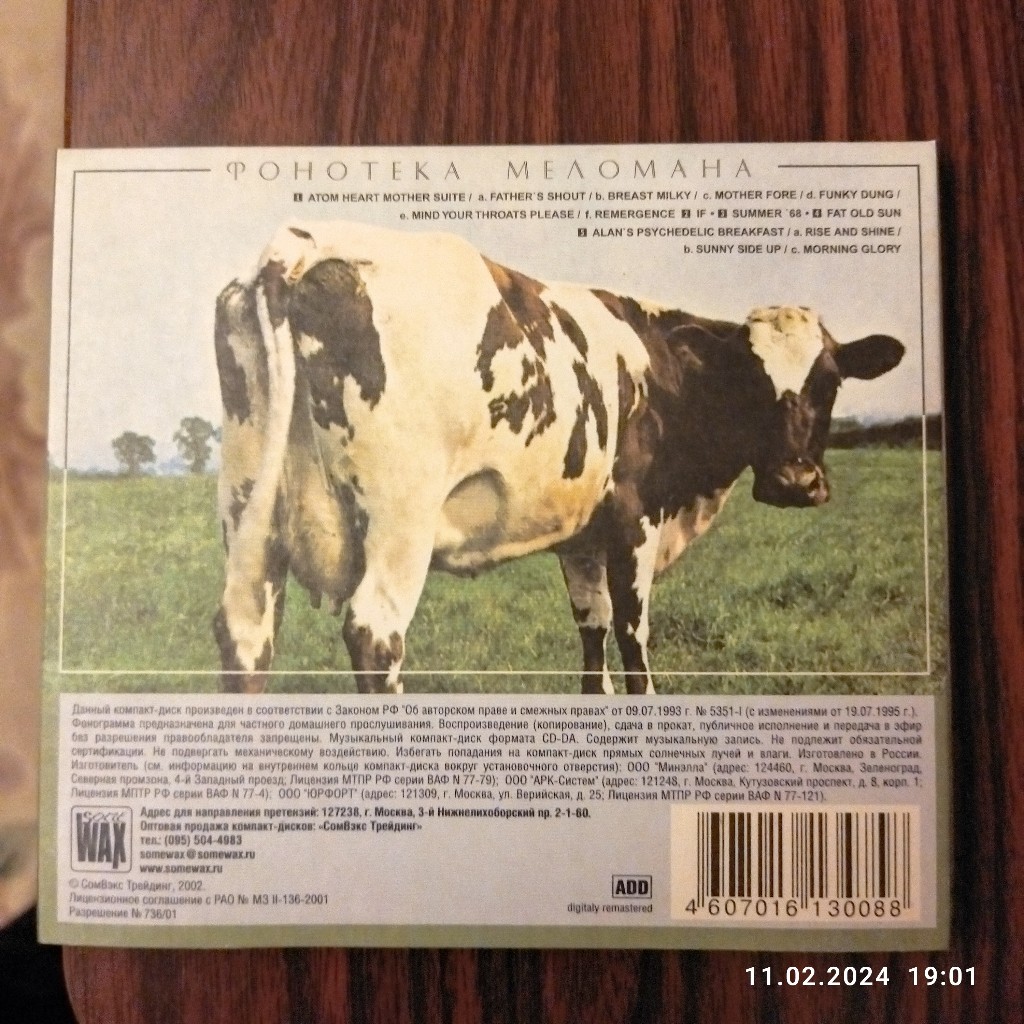 ФОНОТЕКА МЕЛОМАНА
1 ATOM HEART MOTHER SUITE / a. FATHER`S SHOUT / b. BREAST MILKY / c. MOTHER FORE / d. FUNKY DUNG /
e. MIND YOUR THROATS PLEASE / f. REMERGENCE 2 IF • 3 SUMMER `68 • 4 FAT OLD SUN
5 ALAN`S PSYCHEDELIC BREAKFAST / a. RISE AND SHINE /
b. SUNNY SIDE UP / c. MORNING GLORY
Данный компакт-диск произведен в соответствии с Законом РФ "Об авторском праве и смежных правах" от 09.07.1993 г. № 5351-I (с изменениями от 19.07.1995 г.).
Фонограмма предназначена для частного домашнего прослушивания. Воспроизведение (копирование), сдача в прокат, публичное исполнение и передача в эфир
без разрешения правообладателя запрещены. Музыкальный компакт-диск формата CD-DA. Содержит музыкальную запись. Не подлежит обязательной
сертификации. Не подвергать механическому воздействию. Избегать попадания на компакт-диск прямых солнечных лучей и влаги. Изготовлено в России.
Изготовитель (см. информацию на внутреннем кольце компакт-диска вокруг установочного отверстия): ООО "Минэлла" (адрес: 124460, г. Москва, Зеленоград,
Северная промзона, 4-й Западный проезд; Лицензия МТПР РФ серии ВАФ N 77-79); ООО "АРК-Систем" (адрес: 121248, г. Москва, Кутузовский проспект, д. 8, корп. 1;
Лицензия МПТР РФ серии ВАФ N 77-4); ООО "ЮРФОРТ" (адрес: 121309, г. Москва, ул. Верийская, д. 25; Лицензия МТПР РФ серии ВАФ N 77-121).
SOME WAX
Адрес для направления претензий: 127238, г. Москва, 3-й Нижнелихоборский пр. 2-1-60.
Оптовая продажа компакт-дисков: «СомВэкс Трейдинг»
тел.: (095) 504-4983
somewax@somewax.ru
www.somewax.ru
© СомВэкс Трейдинг, 2002.
Лицензионное соглашение с РАО № МЗ II-136-2001
Разрешение № 736/01
ADD
digitaly remastered
4 607016 130088
11.02.2024 19:01